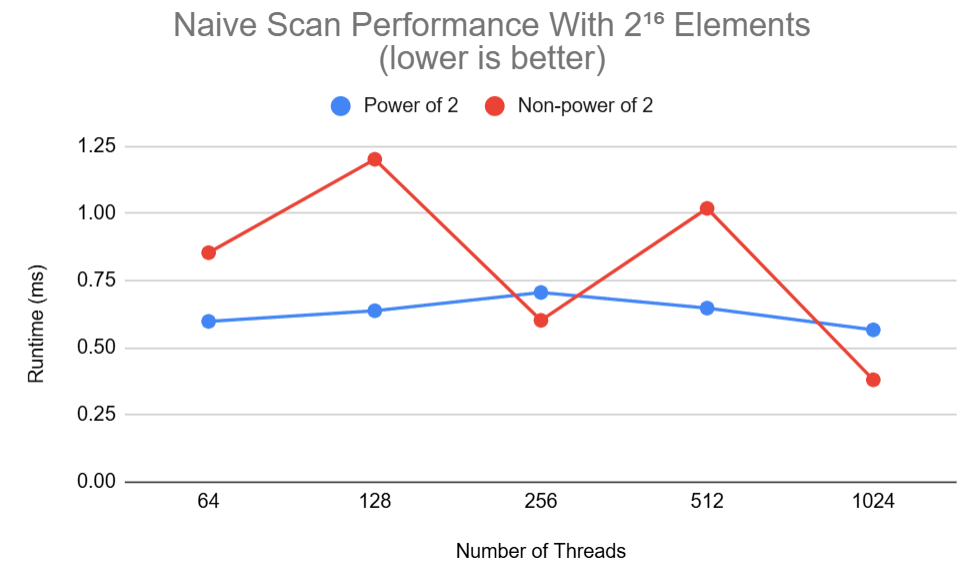 Naive Scan Performance With 2¹⁶ Elements
(lower is better)
Power of 2
Non-power of 2
1.25
1.00
0.75
0.50
0.25
0.00
Runtime (ms)
64
128
256
512
1024
Number of Threads